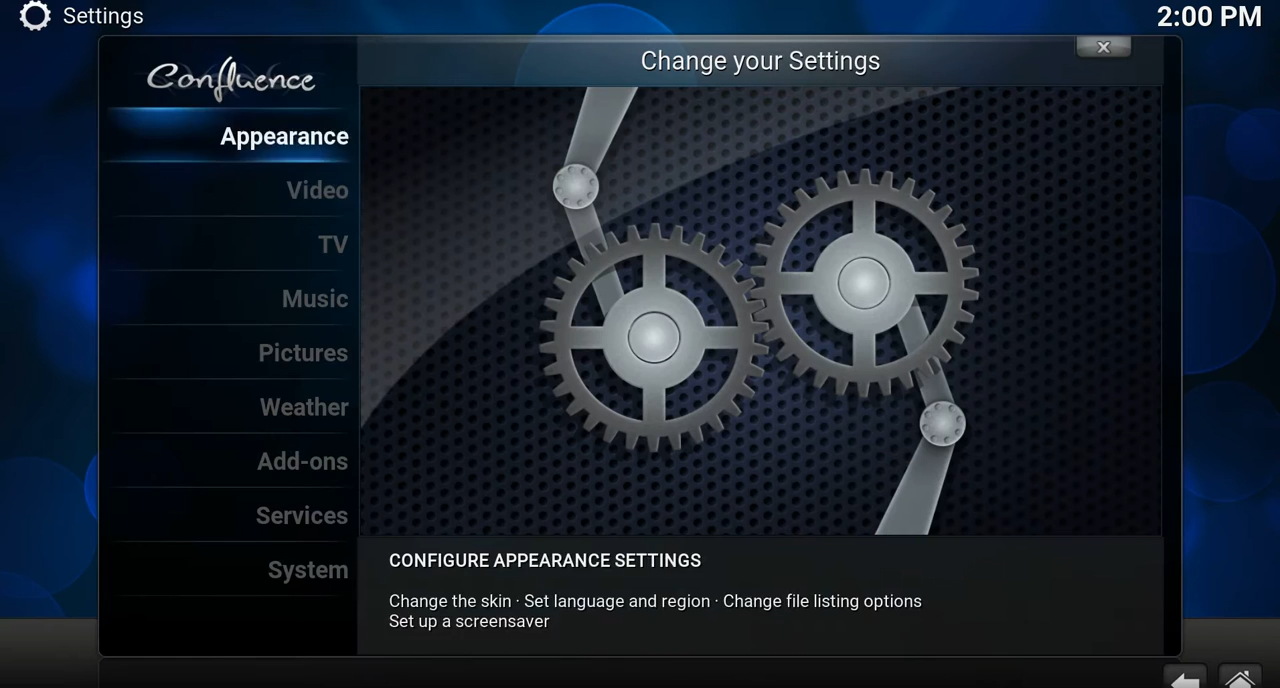 Settings
2:00 PM
Confluence
Change your Settings
Appearance
Video
TV
Music
Pictures
Weather
Add-ons
Services
System
CONFIGURE APPEARANCE SETTINGS
Change the skin · Set language and region · Change file listing options
Set up a screensaver